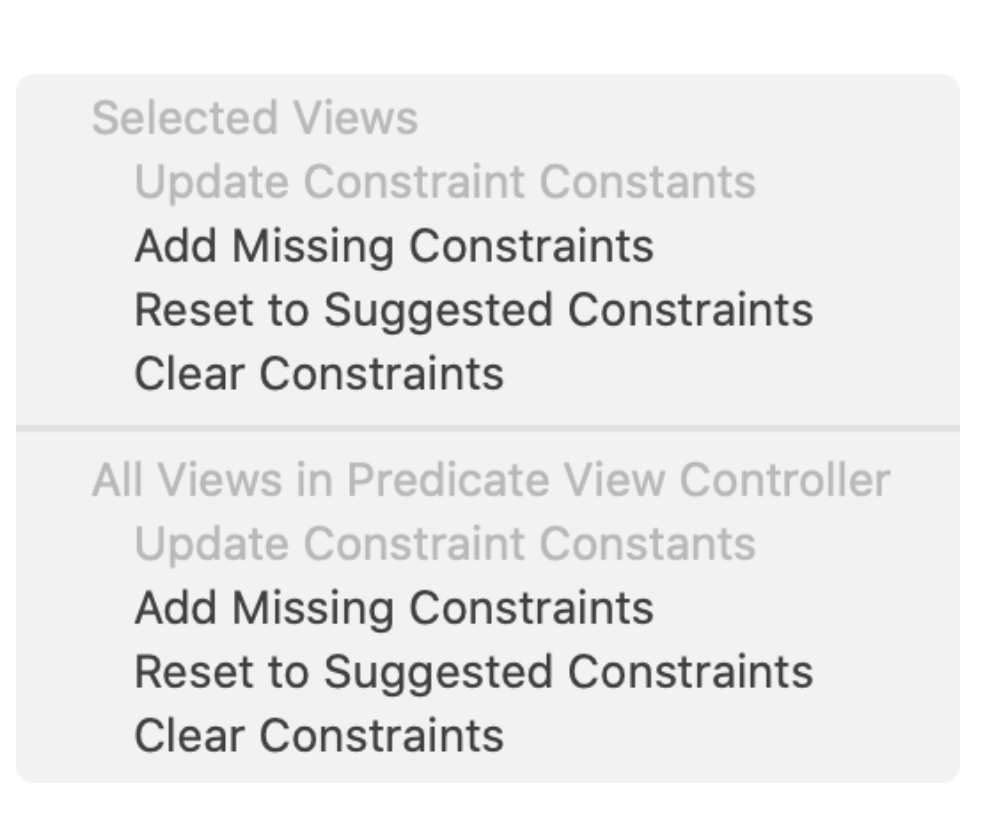 Selected Views
Update Constraint Constants
Add Missing Constraints
Reset to Suggested Constraints
Clear Constraints
All Views in Predicate View Controller
Update Constraint Constants
Add Missing Constraints
Reset to Suggested Constraints
Clear Constraints